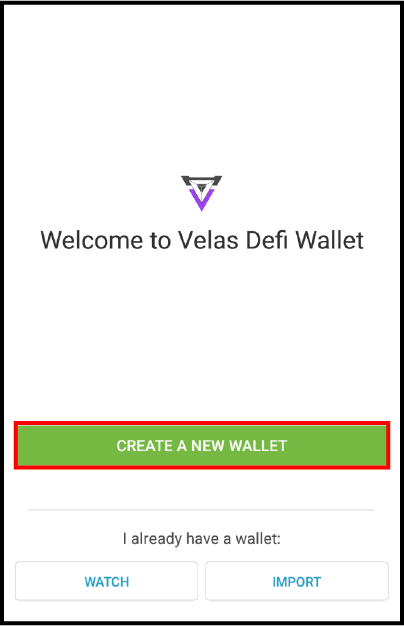 Welcome to Velas Defi Wallet
CREATE A NEW WALLET
I already have a wallet:
WATCH
IMPORT